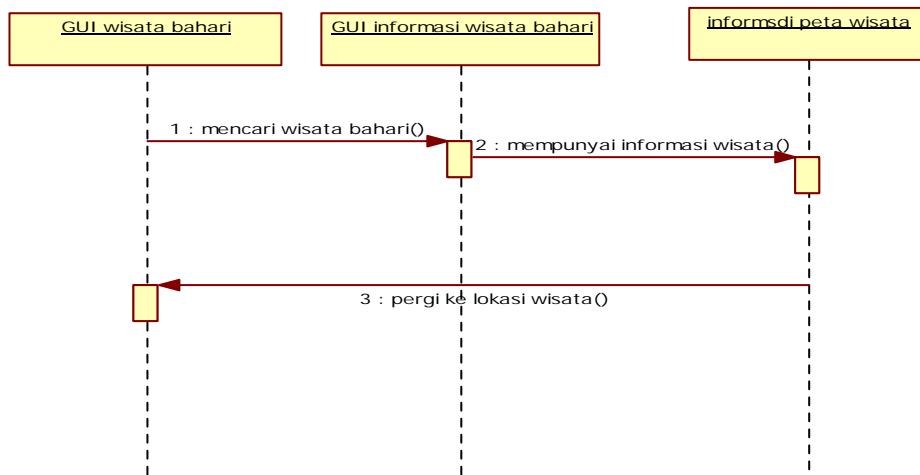 GUI wisata bahari
GUI informasi wisata bahari
informsdi peta wisata
1 : mencari wisata bahari()
2 : mempunyai informasi wisata()
3 : pergi ke lokasi wisata()